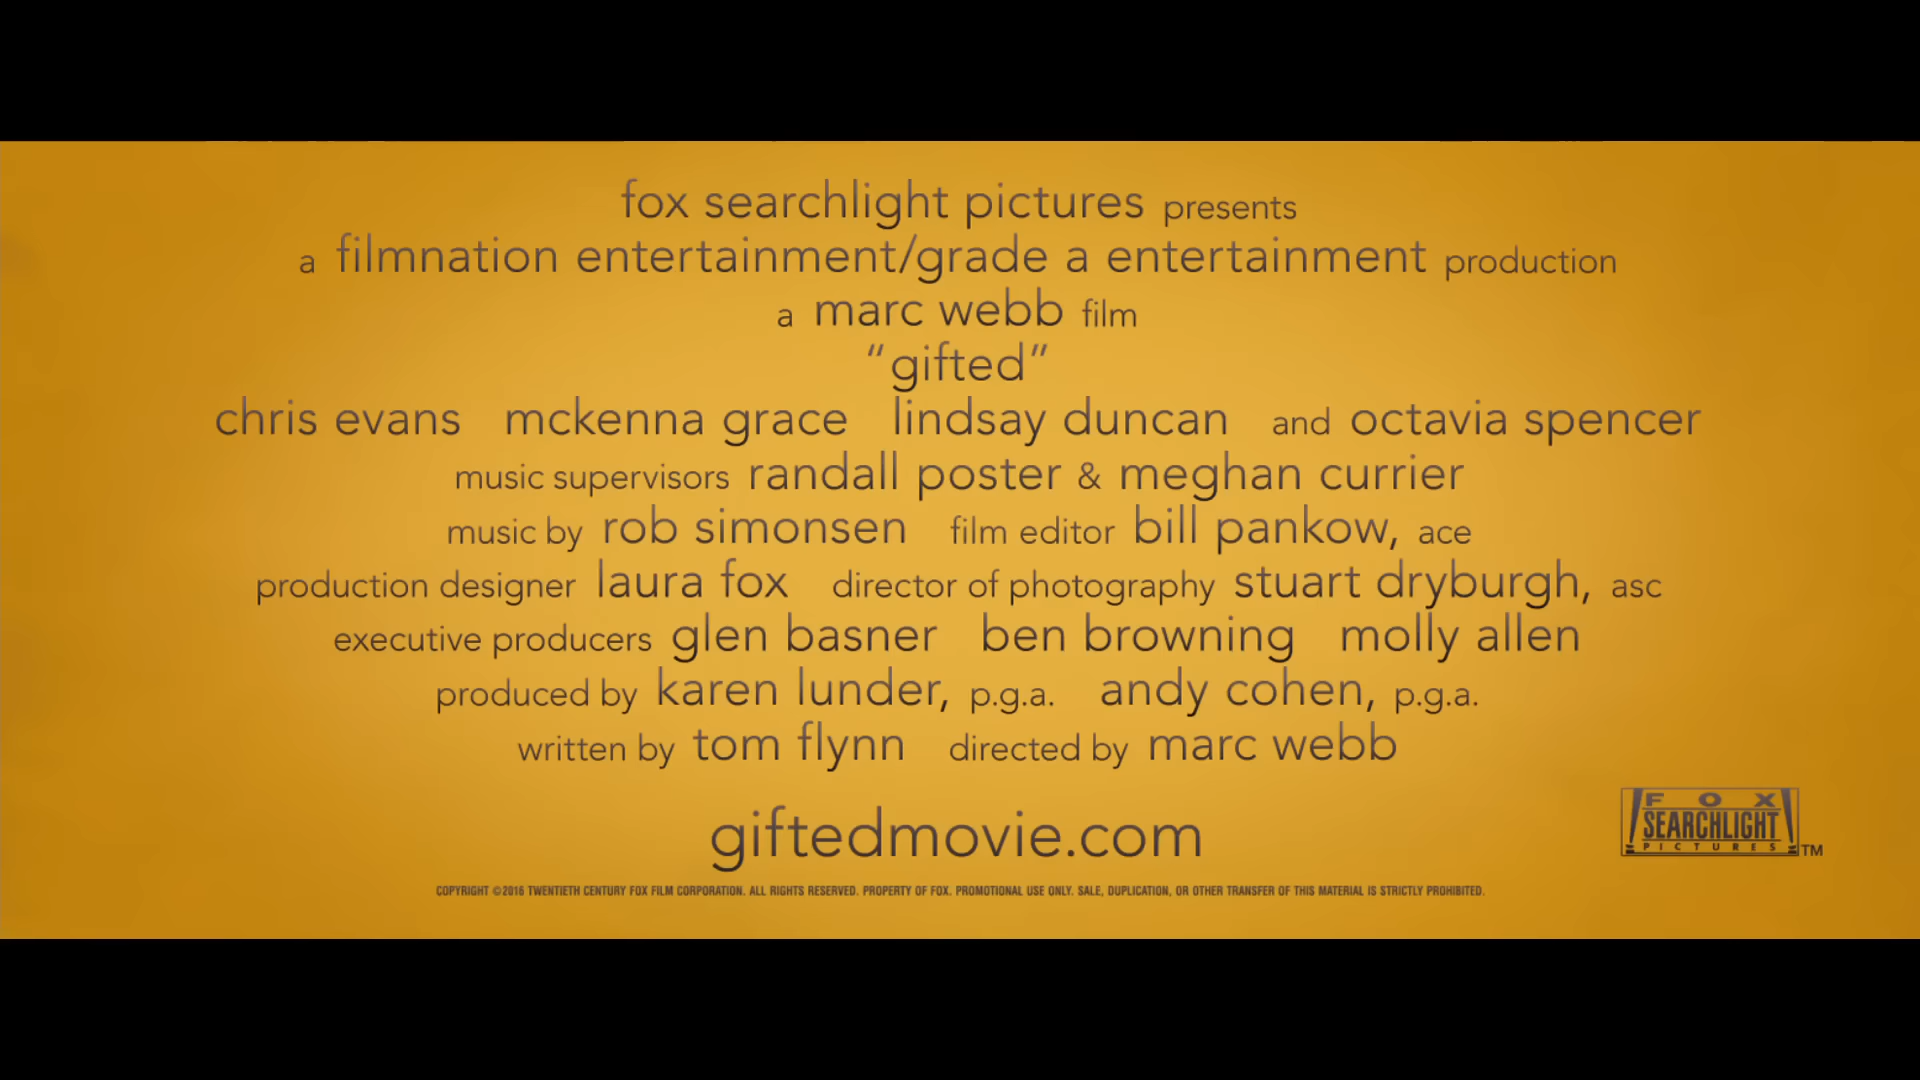 fox searchlight pictures presents
a filmnation entertainment/grade a entertainment production
a marc webb film
“gifted”
chris evans mckenna grace lindsay duncan and octavia spencer
music supervisors randall poster & meghan currier
music by rob simonsen film editor bill pankow, ace
production designer laura fox director of photography stuart dryburgh, asc
executive producers glen basner ben browning molly allen
produced by karen lunder, p.g.a. andy cohen, p.g.a.
written by tom flynn directed by marc webb
giftedmovie.com
FOX
SEARCHLIGHT
PICTURES TM
COPYRIGHT ©2016 TWENTIETH CENTURY FOX FILM CORPORATION. ALL RIGHTS RESERVED. PROPERTY OF FOX. PROMOTIONAL USE ONLY. SALE, DUPLICATION, OR OTHER TRANSFER OF THIS MATERIAL IS STRICTLY PROHIBITED.